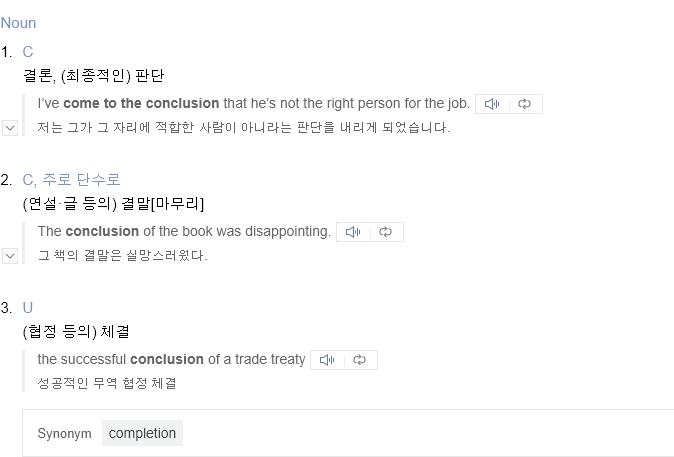 Noun
1. C
결론, (최종적인) 판단
I've come to the conclusion that he's not the right person for the job.
저는 그가 그 자리에 적합한 사람이 아니라는 판단을 내리게 되었습니다.
2. C, 주로 단수로
(연설·글 등의) 결말[마무리]
The conclusion of the book was disappointing.
그 책의 결말은 실망스러웠다.
3. U
(협정 등의) 체결
the successful conclusion of a trade treaty
성공적인 무역 협정 체결
Synonym completion